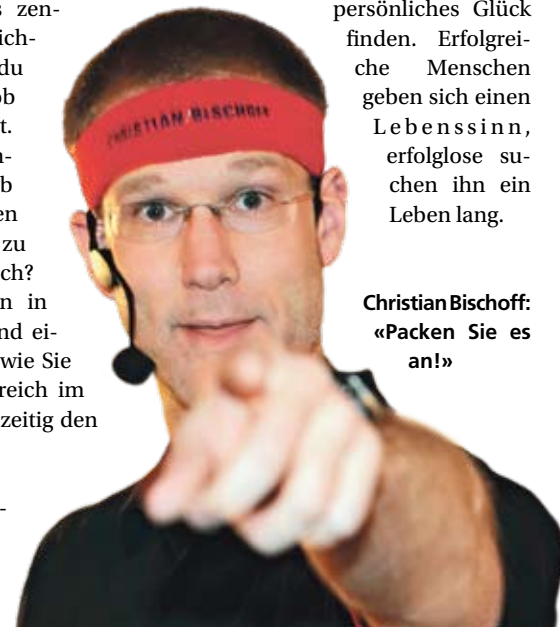 zen-
ich-
du
ob
t.
n-
b
en
zu
ch?
n in
nd ei-
wie Sie
reich im
zeitig den
-
CHRISTIAN BISCHOFF
persönliches Glück
finden. Erfolgrei-
che Menschen
geben sich einen
Lebenssinn,
erfolglose su-
chen ihn ein
Leben lang.
Christian Bischoff:
«Packen Sie es
an!»